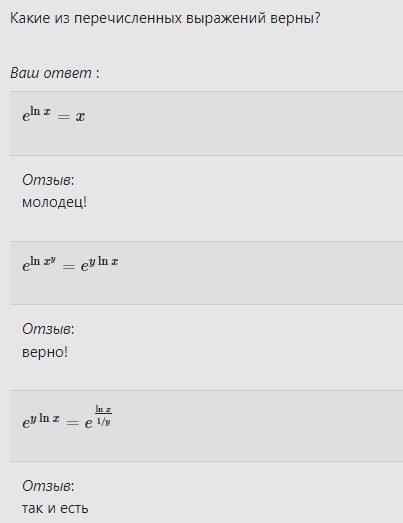 Какие из перечисленных выражений верны?
Ваш ответ :
e^{\ln x} = x
Отзыв:
молодец!
e^{\ln x^y} = e^{y \ln x}
Отзыв:
верно!
e^{y \ln x} = e^{\frac{\ln x}{1/y}}
Отзыв:
так и есть